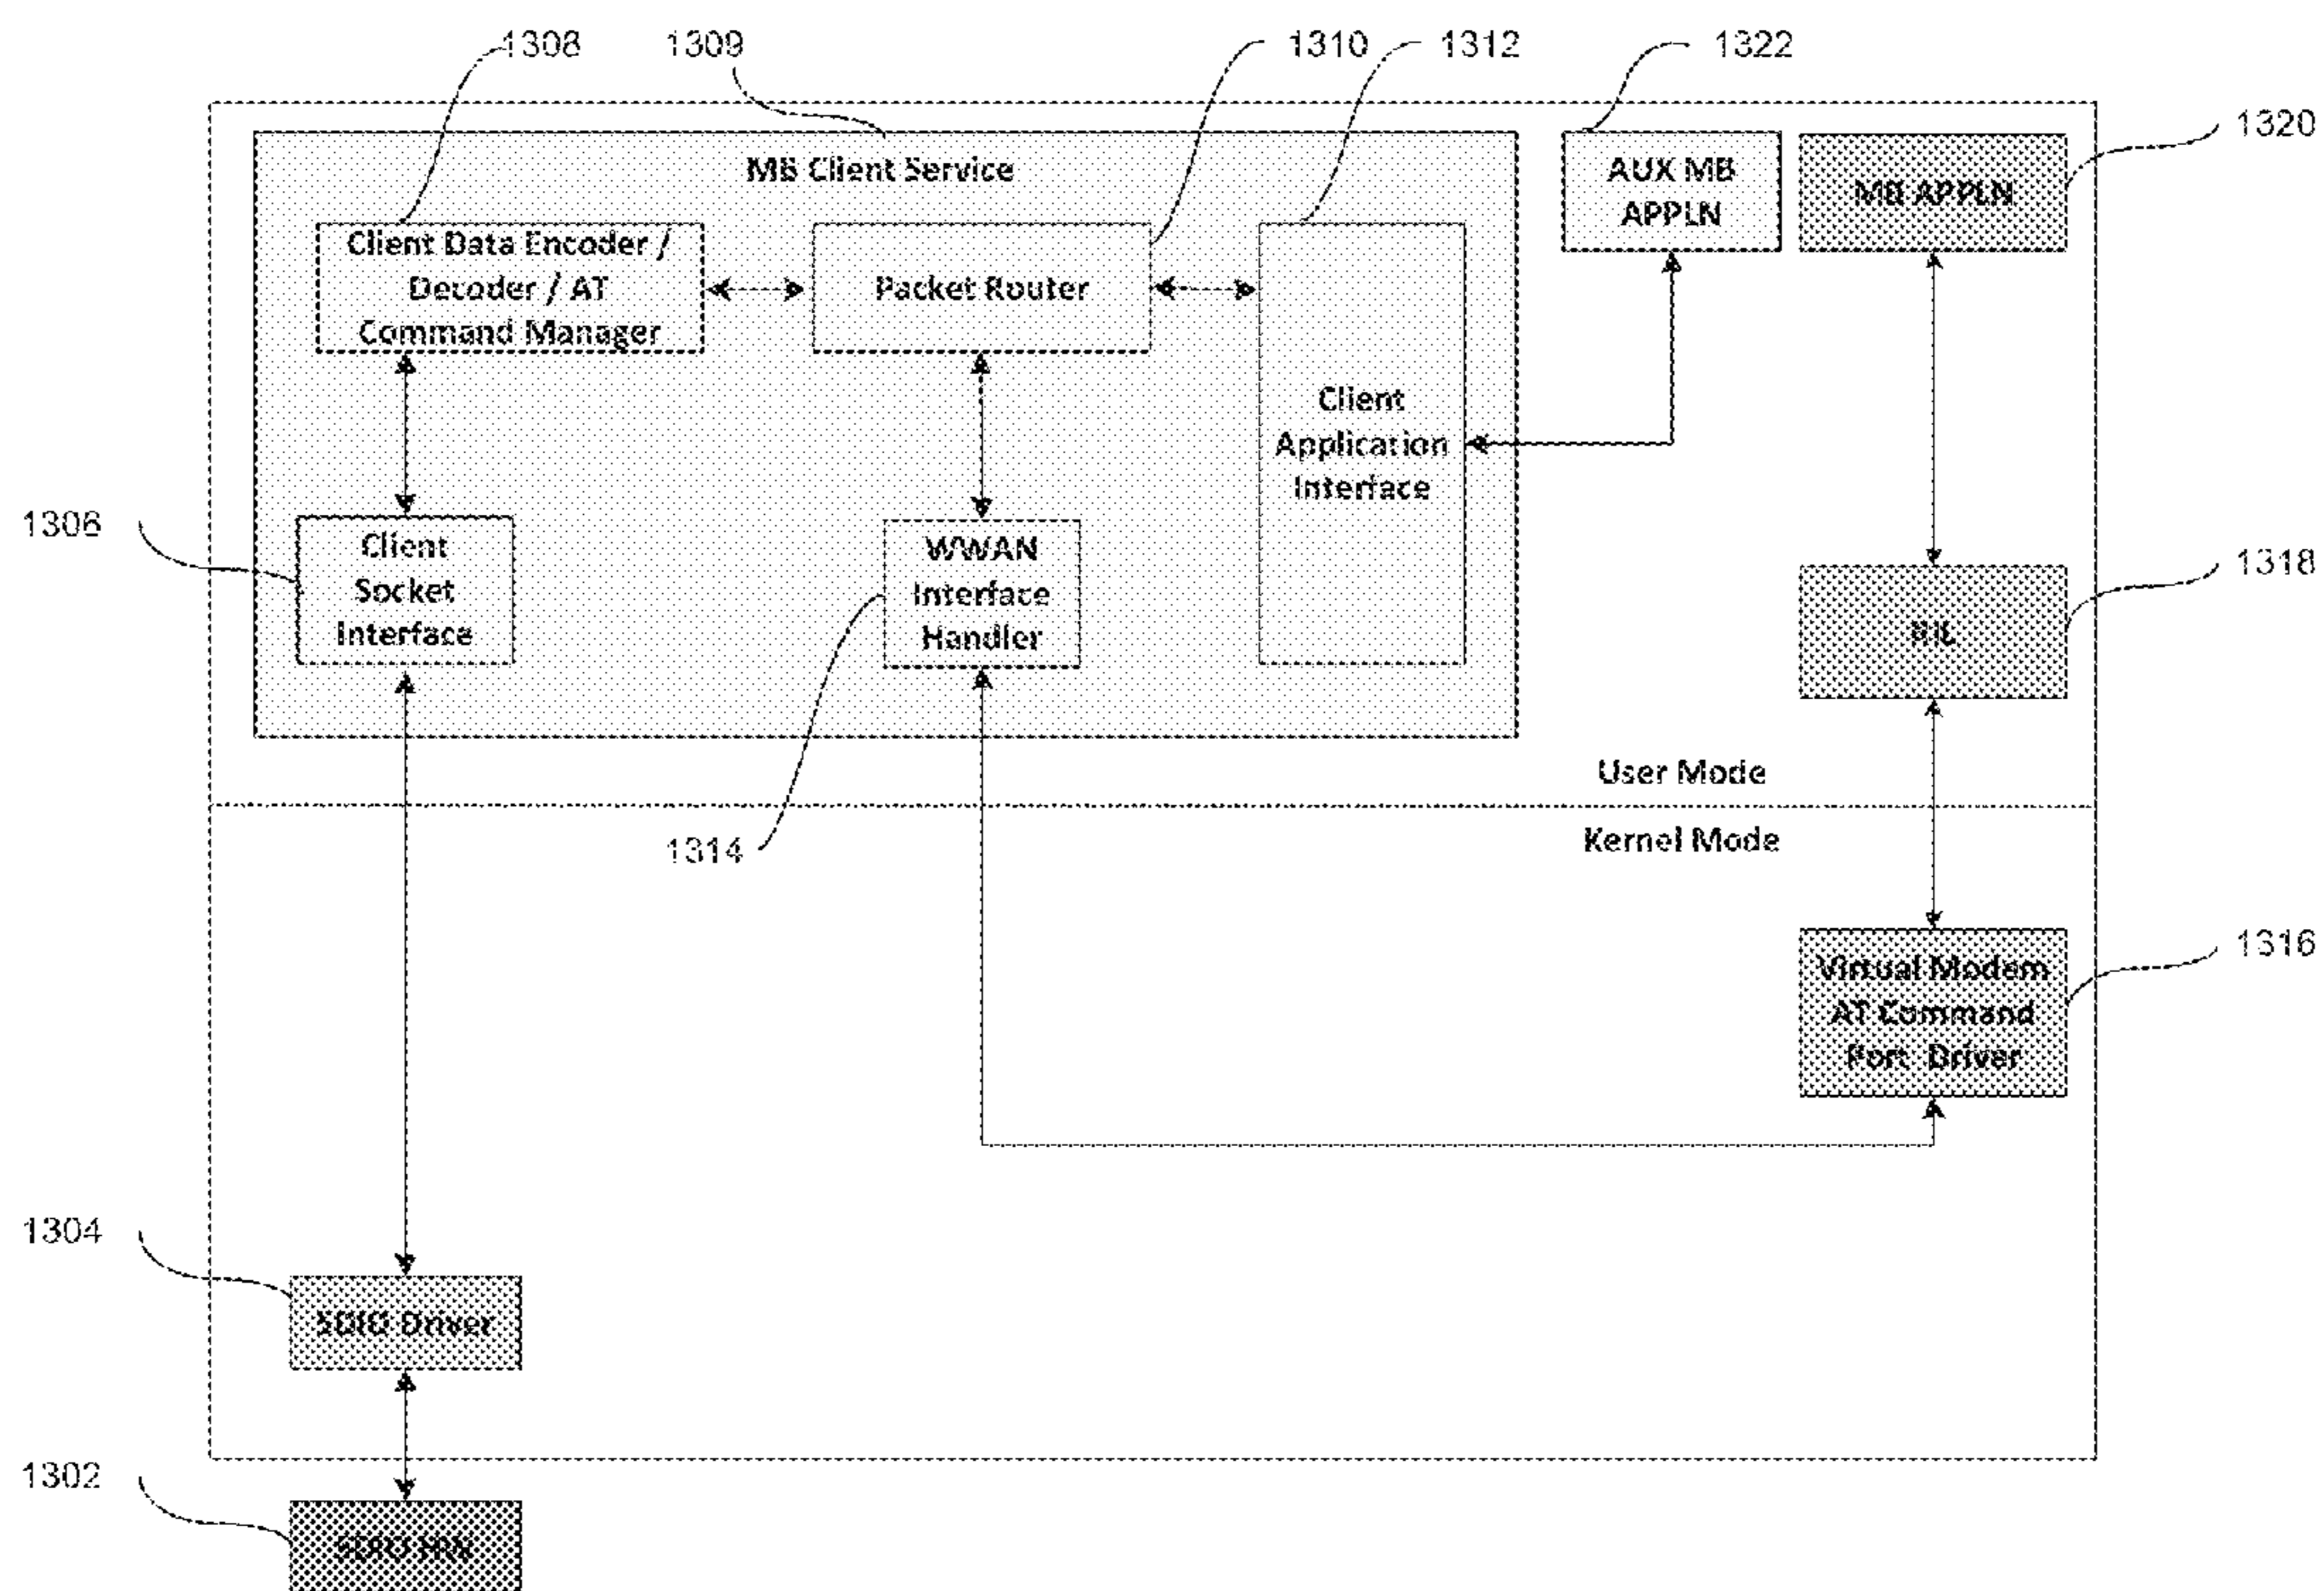 1308
1309
1310
1312
1322
1320
MB Client Service
AUX MB
APPLN
MB APPLN
Client Data Encoder /
Decoder / AT
Command Manager
Packet Router
Client
Application
Interface
1306
Client
Socket
Interface
WWAN
Interface
Handler
1318
RIL
User Mode
1314
Kernel Mode
1316
Virtual Modem
AT Command
Port Driver
1304
SDIO Driver
1302
SDIO